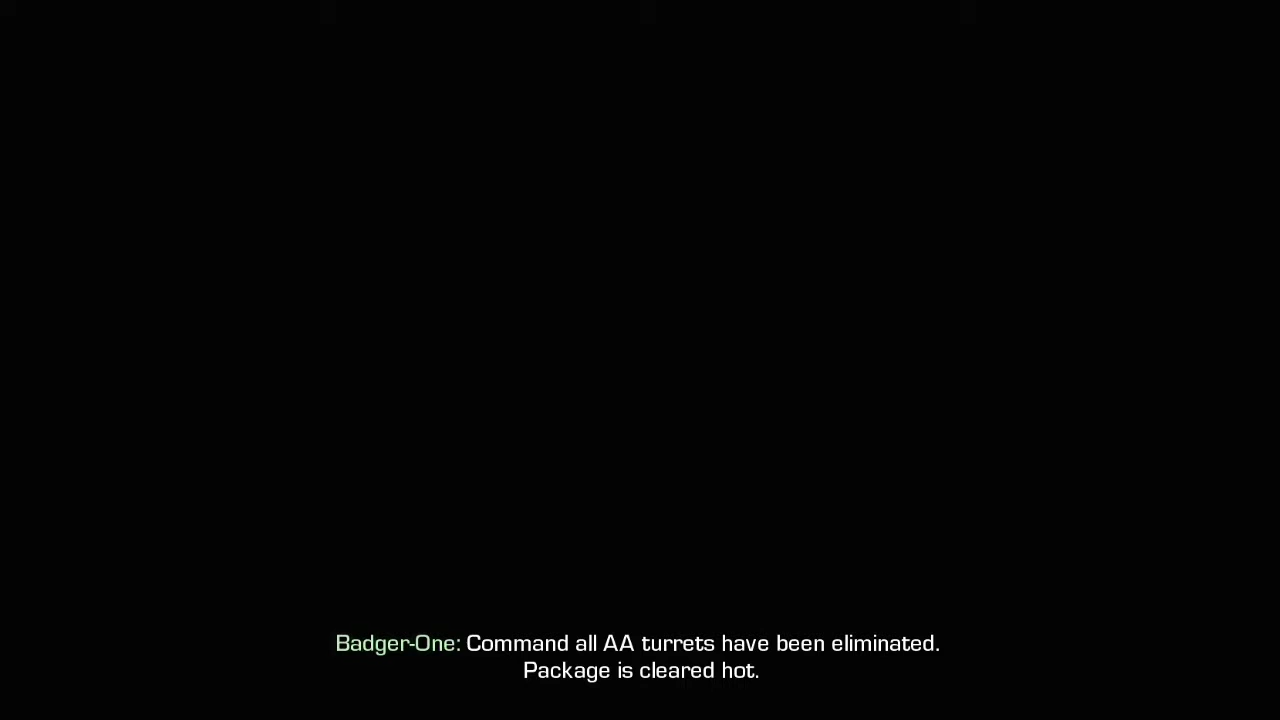 Badger-One: Command all AA turrets have been eliminated.
Package is cleared hot.